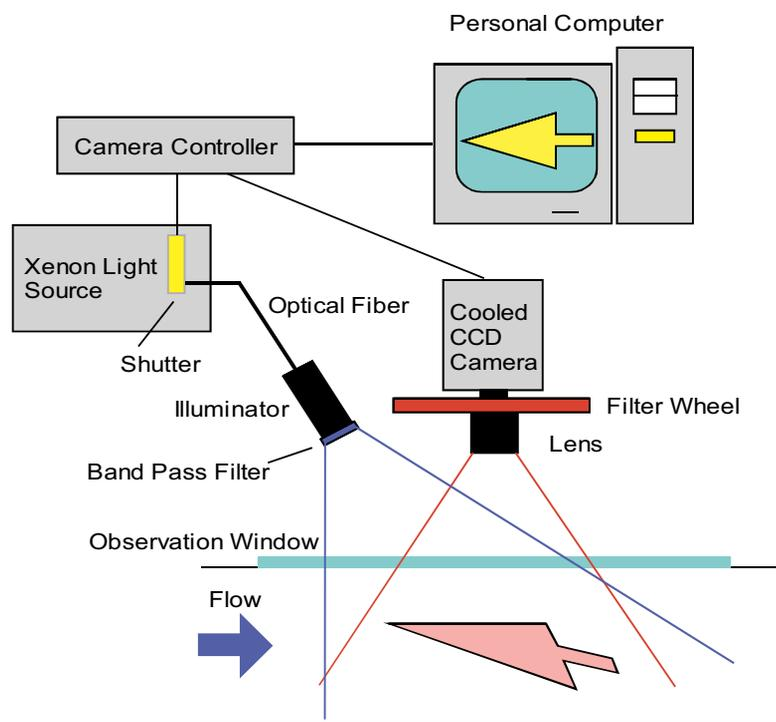 Personal Computer
Camera Controller
Xenon Light
Source
Optical Fiber
Cooled
CCD
Camera
Shutter
Illuminator
Filter Wheel
Lens
Band Pass Filter
Observation Window
Flow